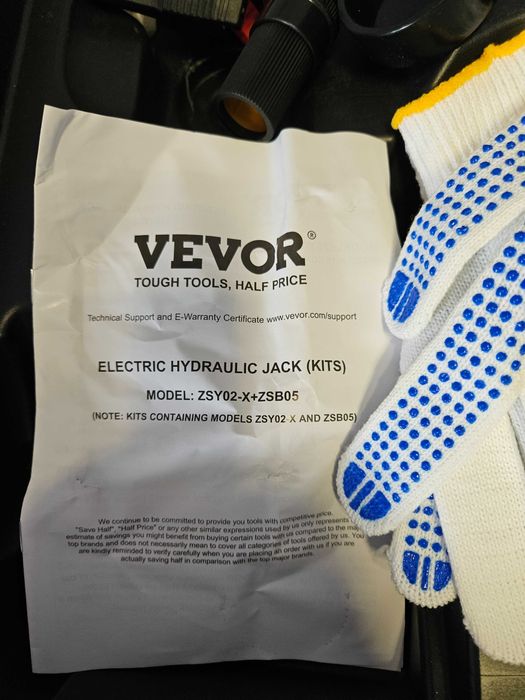 VEVOR®
TOUGH TOOLS, HALF PRICE
Technical Support and E-Warranty Certificate www.vevor.com/support
ELECTRIC HYDRAULIC JACK (KITS)
MODEL: ZSY02-X+ZSB05
(NOTE: KITS CONTAINING MODELS ZSY02-X AND ZSB05)
We continue to be committed to provide you tools with competitive price.
"Save Half", "Half Price" or any other similar expressions used by us only represents
estimate of savings you might benefit from buying certain tools with us compared to the
top brands and does not necessarily mean to cover all categories of tools offered by us. You
are kindly reminded to verify carefully when you are placing an order with us if you are
actually saving half in comparison with the top major brands.